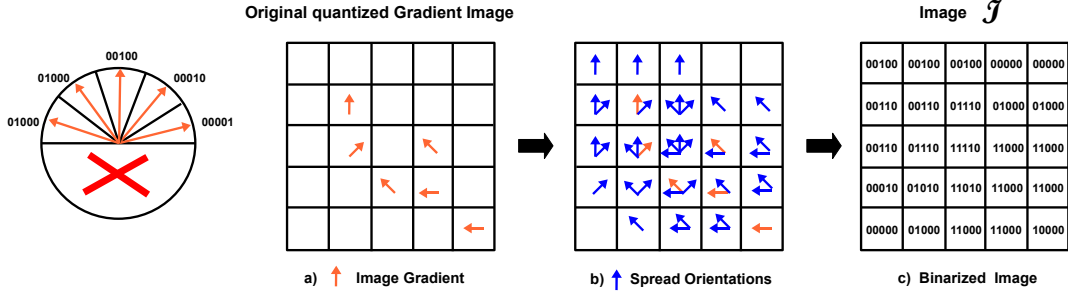 Original quantized Gradient Image
Image 𝒥
00100
01000
00010
01000
00001
00100 00100 00100 00000 00000
00110 00110 01110 01000 01000
00110 01110 11110 11000 11000
00010 01010 11010 11000 11000
00000 01000 11000 11000 10000
a) Image Gradient
b) Spread Orientations
c) Binarized Image